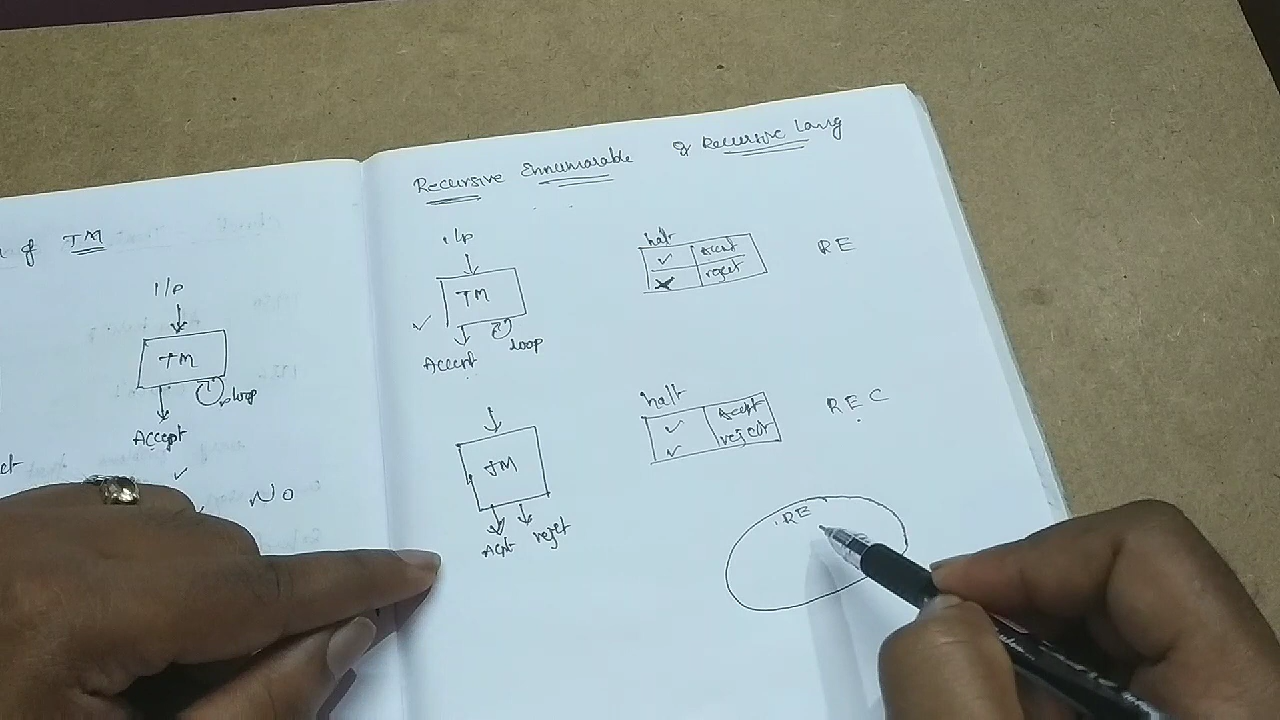 Recursive Ennumarable & Recursive Lang
of TM
I/p
TM
loop
Accept
No
I/p
TM
loop
Accept
halt
✓ Accept
✗ reject
RE
TM
Acpt reject
halt
✓ Accept
✓ reject
REC
RE